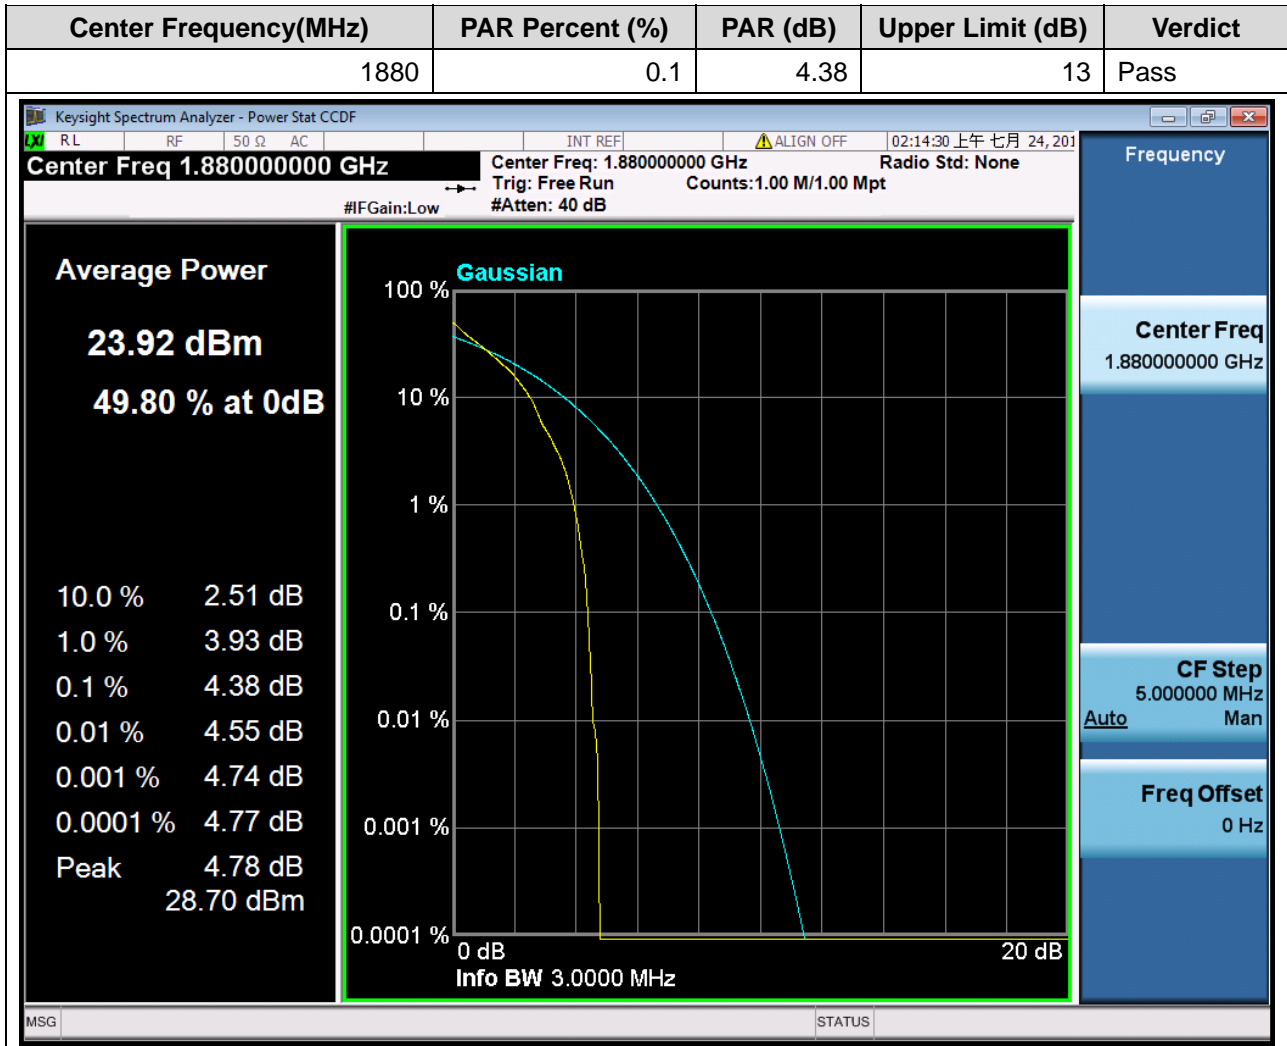 Center Frequency(MHz) PAR Percent (%) PAR (dB) Upper Limit (dB) Verdict
1880 0.1 4.38 13 Pass
Keysight Spectrum Analyzer - Power Stat CCDF
LXI RL RF 50 Ω AC INT REF ALIGN OFF 02:14:30 上午 七月 24, 201
Center Freq 1.880000000 GHz
Center Freq: 1.880000000 GHz Radio Std: None
Trig: Free Run Counts:1.00 M/1.00 Mpt
#IFGain:Low #Atten: 40 dB
Average Power
23.92 dBm
49.80 % at 0dB
10.0 % 2.51 dB
1.0 % 3.93 dB
0.1 % 4.38 dB
0.01 % 4.55 dB
0.001 % 4.74 dB
0.0001 % 4.77 dB
Peak 4.78 dB
28.70 dBm
Gaussian
100 %
10 %
1 %
0.1 %
0.01 %
0.001 %
0.0001 %
0 dB 20 dB
Info BW 3.0000 MHz
Frequency
Center Freq
1.880000000 GHz
CF Step
5.000000 MHz
Auto Man
Freq Offset
0 Hz
MSG STATUS